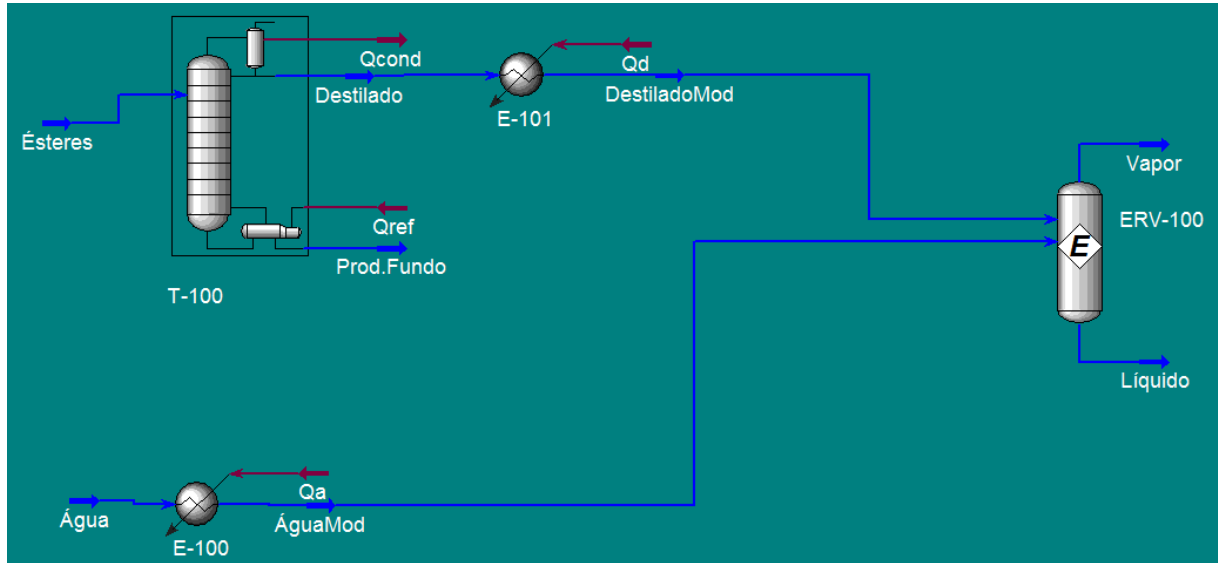 Qcond
Destilado
Qd
E-101
DestiladoMod
Ésteres
Vapor
ERV-100
E
Qref
Prod.Fundo
T-100
Líquido
Água
Qa
ÁguaMod
E-100